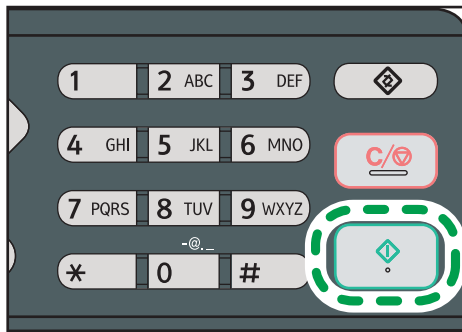 1 2 ABC 3 DEF
C/
4 GHI 5 JKL 6 MNO
7 PQRS 8 TUV 9 WXYZ
-@._
* 0 #